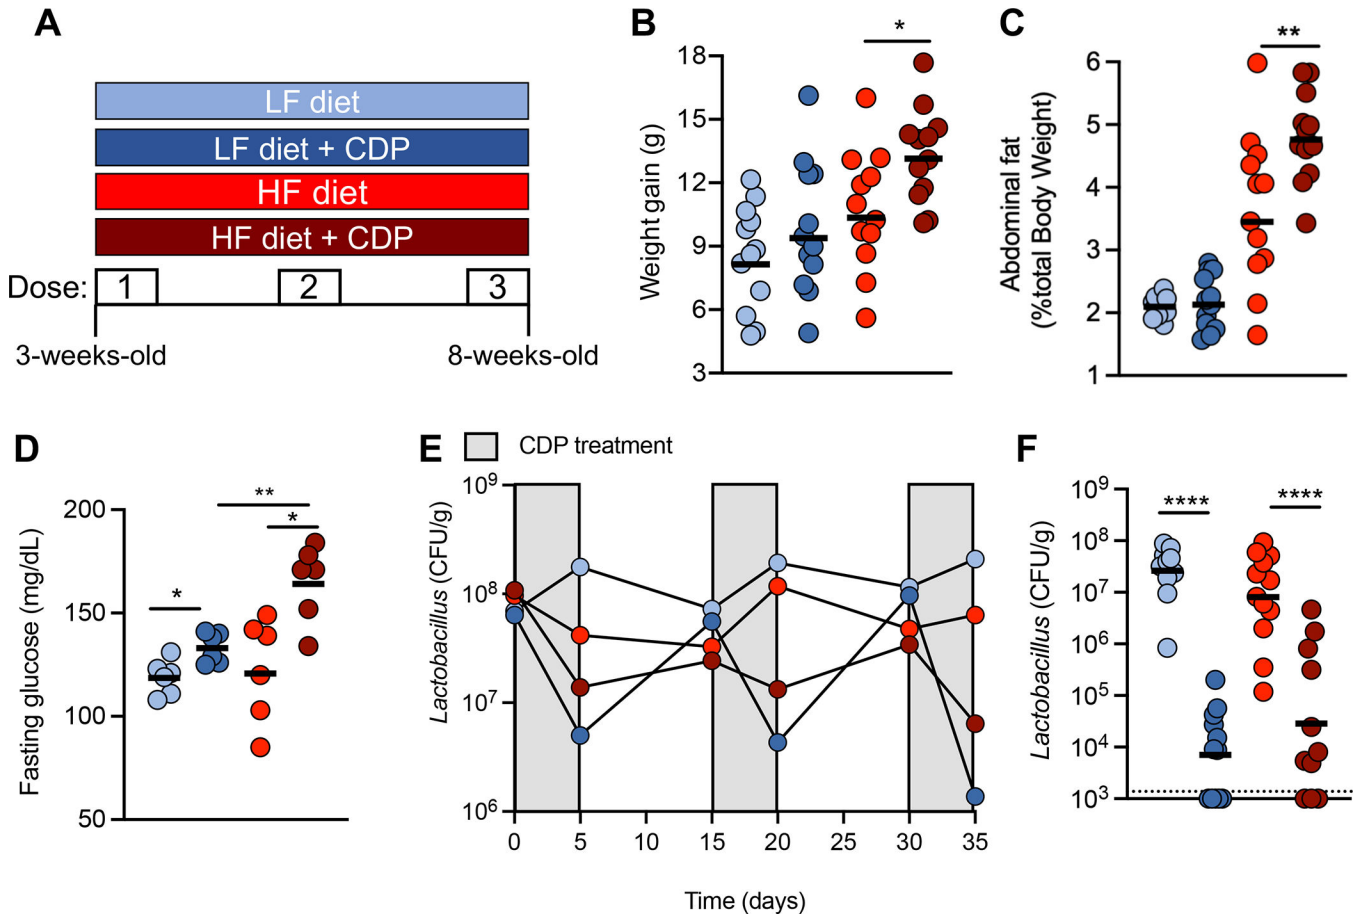 A
LF diet
LF diet + CDP
HF diet
HF diet + CDP
Dose: 1 2 3
3-weeks-old 8-weeks-old
B
*
Weight gain (g)
18
15
12
9
6
3
C
**
Abdominal fat
(%total Body Weight)
6
5
4
3
2
1
D
**
*
*
Fasting glucose (mg/dL)
200
150
100
50
E
CDP treatment
Lactobacillus (CFU/g)
10⁹
10⁸
10⁷
10⁶
0 5 10 15 20 25 30 35
Time (days)
F
**** ****
Lactobacillus (CFU/g)
10⁹
10⁸
10⁷
10⁶
10⁵
10⁴
10³